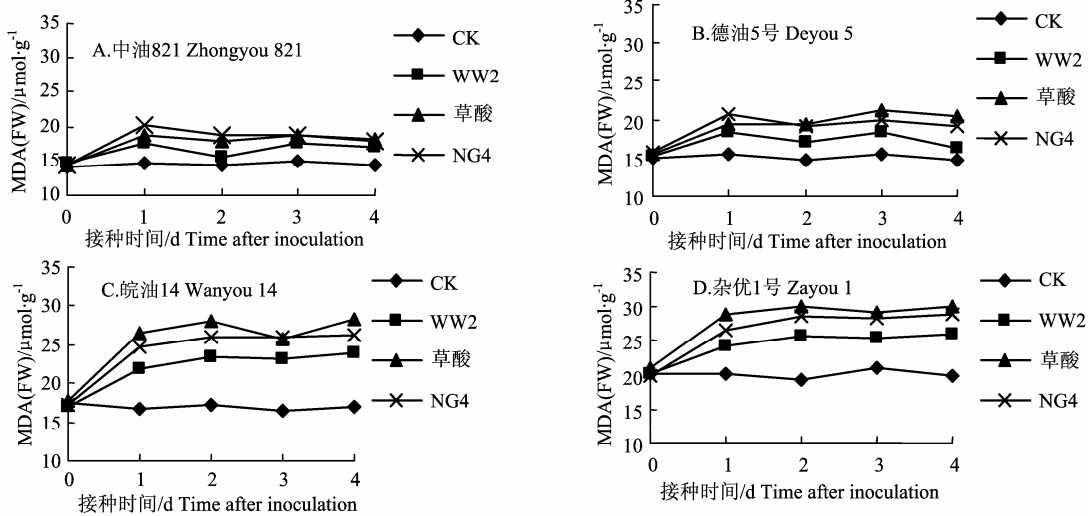 MDA(FW)/μmol·g-1
35
30
25
20
15
10
A.中油821 Zhongyou 821
CK
WW2
草酸
NG4
0 1 2 3 4
接种时间/d Time after inoculation
MDA(FW)/μmol·g-1
35
30
25
20
15
10
B.德油5号 Deyou 5
CK
WW2
草酸
NG4
0 1 2 3 4
接种时间/d Time after inoculation
MDA(FW)/μmol·g-1
35
30
25
20
15
10
C.皖油14 Wanyou 14
CK
WW2
草酸
NG4
0 1 2 3 4
接种时间/d Time after inoculation
MDA(FW)/μmol·g-1
35
30
25
20
15
10
D.杂优1号 Zayou 1
CK
WW2
草酸
NG4
0 1 2 3 4
接种时间/d Time after inoculation